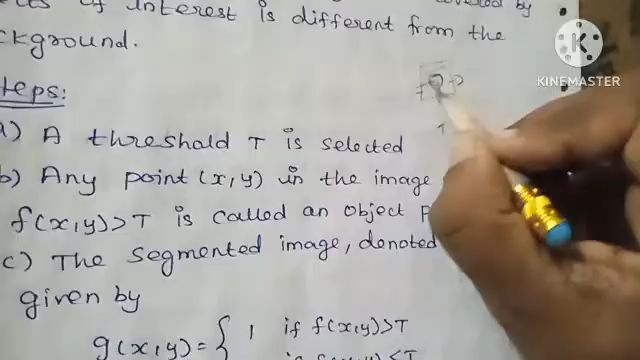 of interest is different from the
ckground.
teps:
a) A threshold T is selected
b) Any point (x,y) in the image
f(x,y)>T is called an object p
c) The segmented image, denoted
given by
g(x,y)={ 1 if f(x,y)>T
if f(x,y)≤T
KINEMASTER